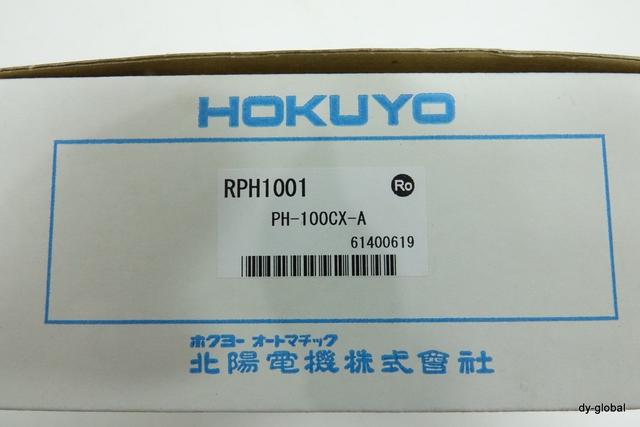 HOKUYO
RPH1001
Ro
PH-100CX-A
61400619
ホクヨー オートマチック
北陽電機株式會社
dy-global